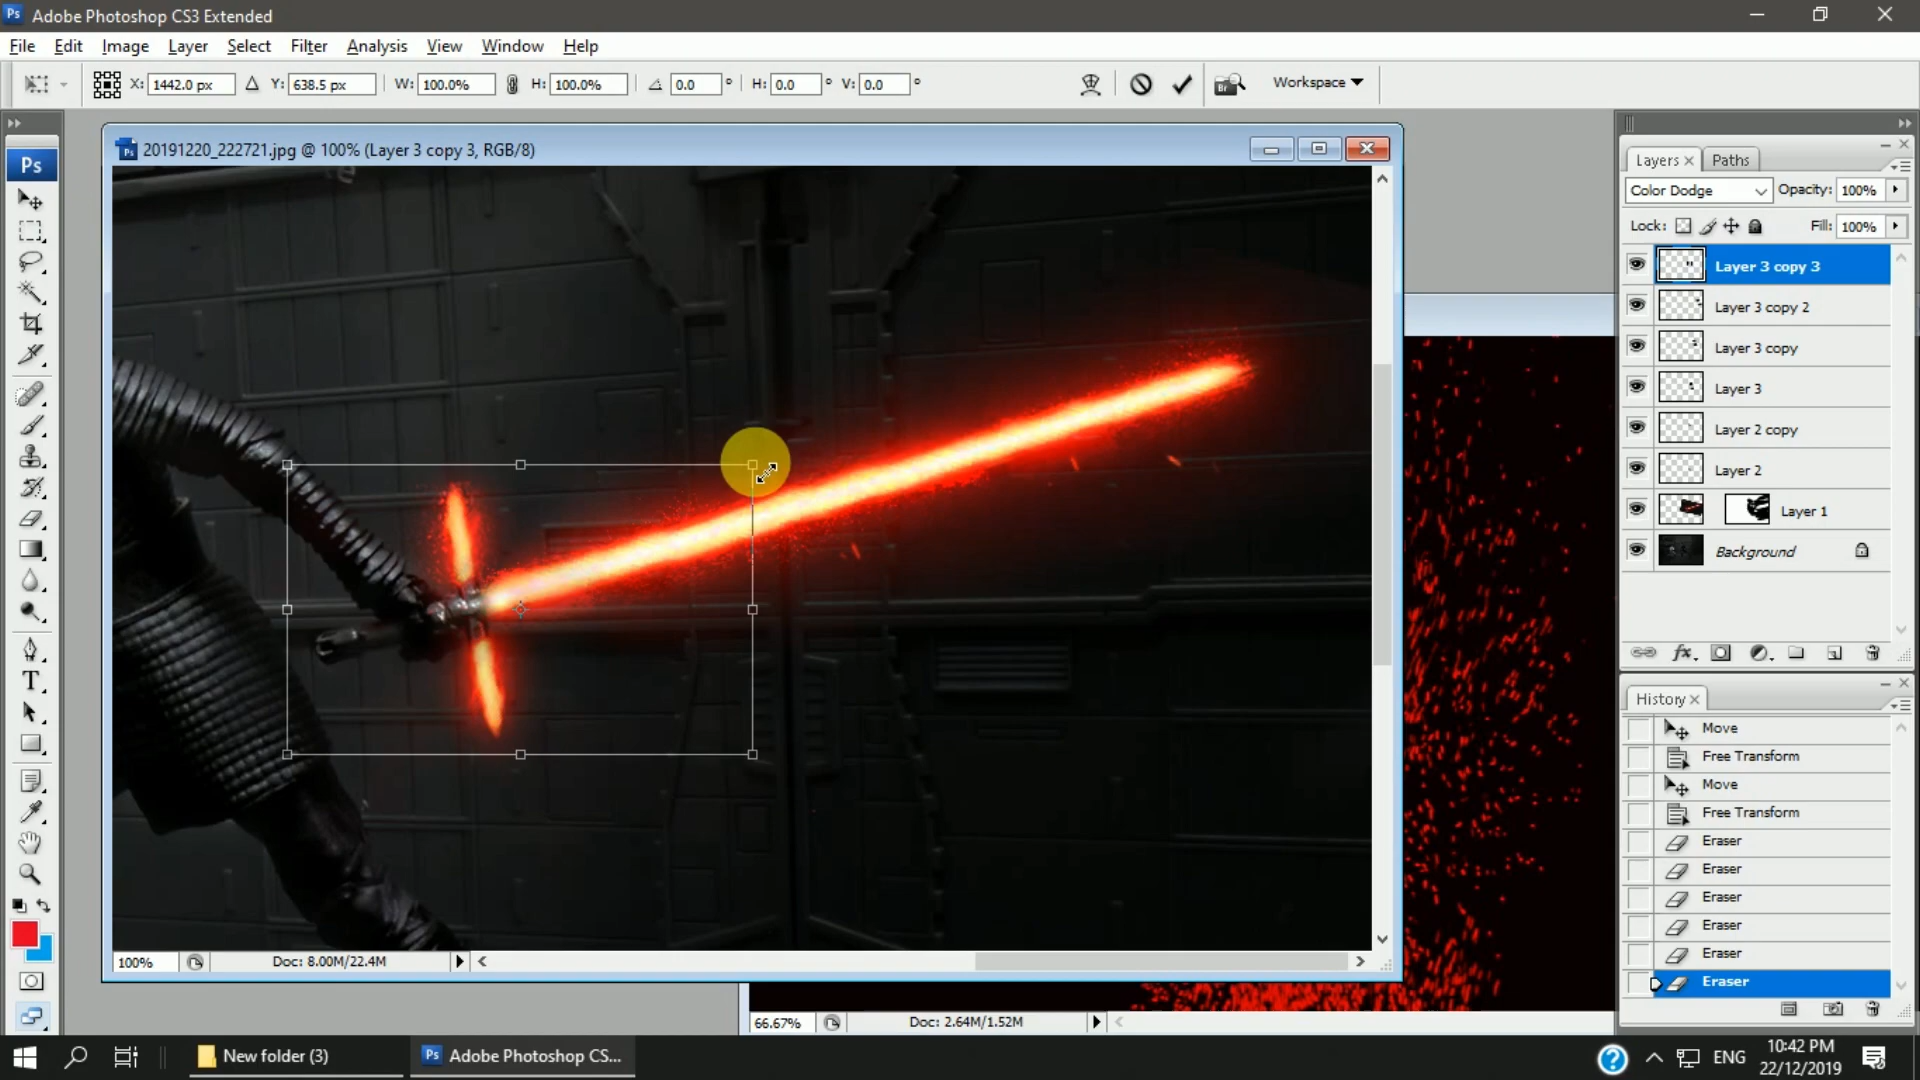 Ps Adobe Photoshop CS3 Extended
File Edit Image Layer Select Filter Analysis View Window Help
X: 1442.0 px Y: 638.5 px W: 100.0% H: 100.0% 0.0 ° H: 0.0 ° V: 0.0 ° Br Workspace
Ps
20191220_222721.jpg @ 100% (Layer 3 copy 3, RGB/8)
Layers Paths
Color Dodge Opacity: 100%
Lock: Fill: 100%
Layer 3 copy 3
Layer 3 copy 2
Layer 3 copy
Layer 3
Layer 2 copy
Layer 2
Layer 1
Background
fx
T
History
Move
Free Transform
Move
Free Transform
Eraser
Eraser
Eraser
Eraser
Eraser
Eraser
100% Doc: 8.00M/22.4M
66.67% Doc: 2.64M/1.52M
New folder (3)
Ps Adobe Photoshop CS...
ENG
10:42 PM
22/12/2019